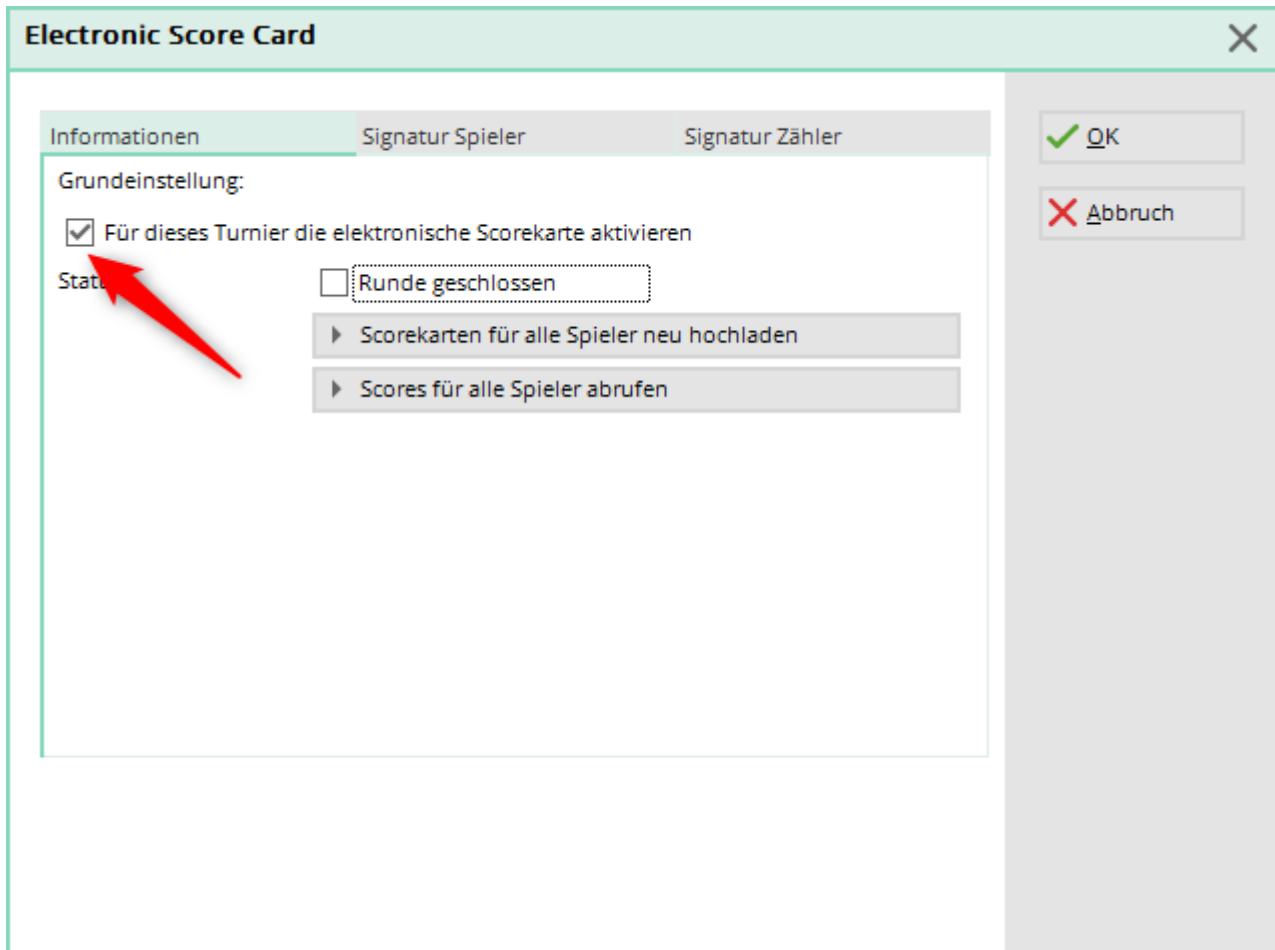 Electronic Score Card
Informationen Signatur Spieler Signatur Zähler
OK
Grundeinstellung:
Abbruch
Für dieses Turnier die elektronische Scorekarte aktivieren
Runde geschlossen
Scorekarten für alle Spieler neu hochladen
Scores für alle Spieler abrufen